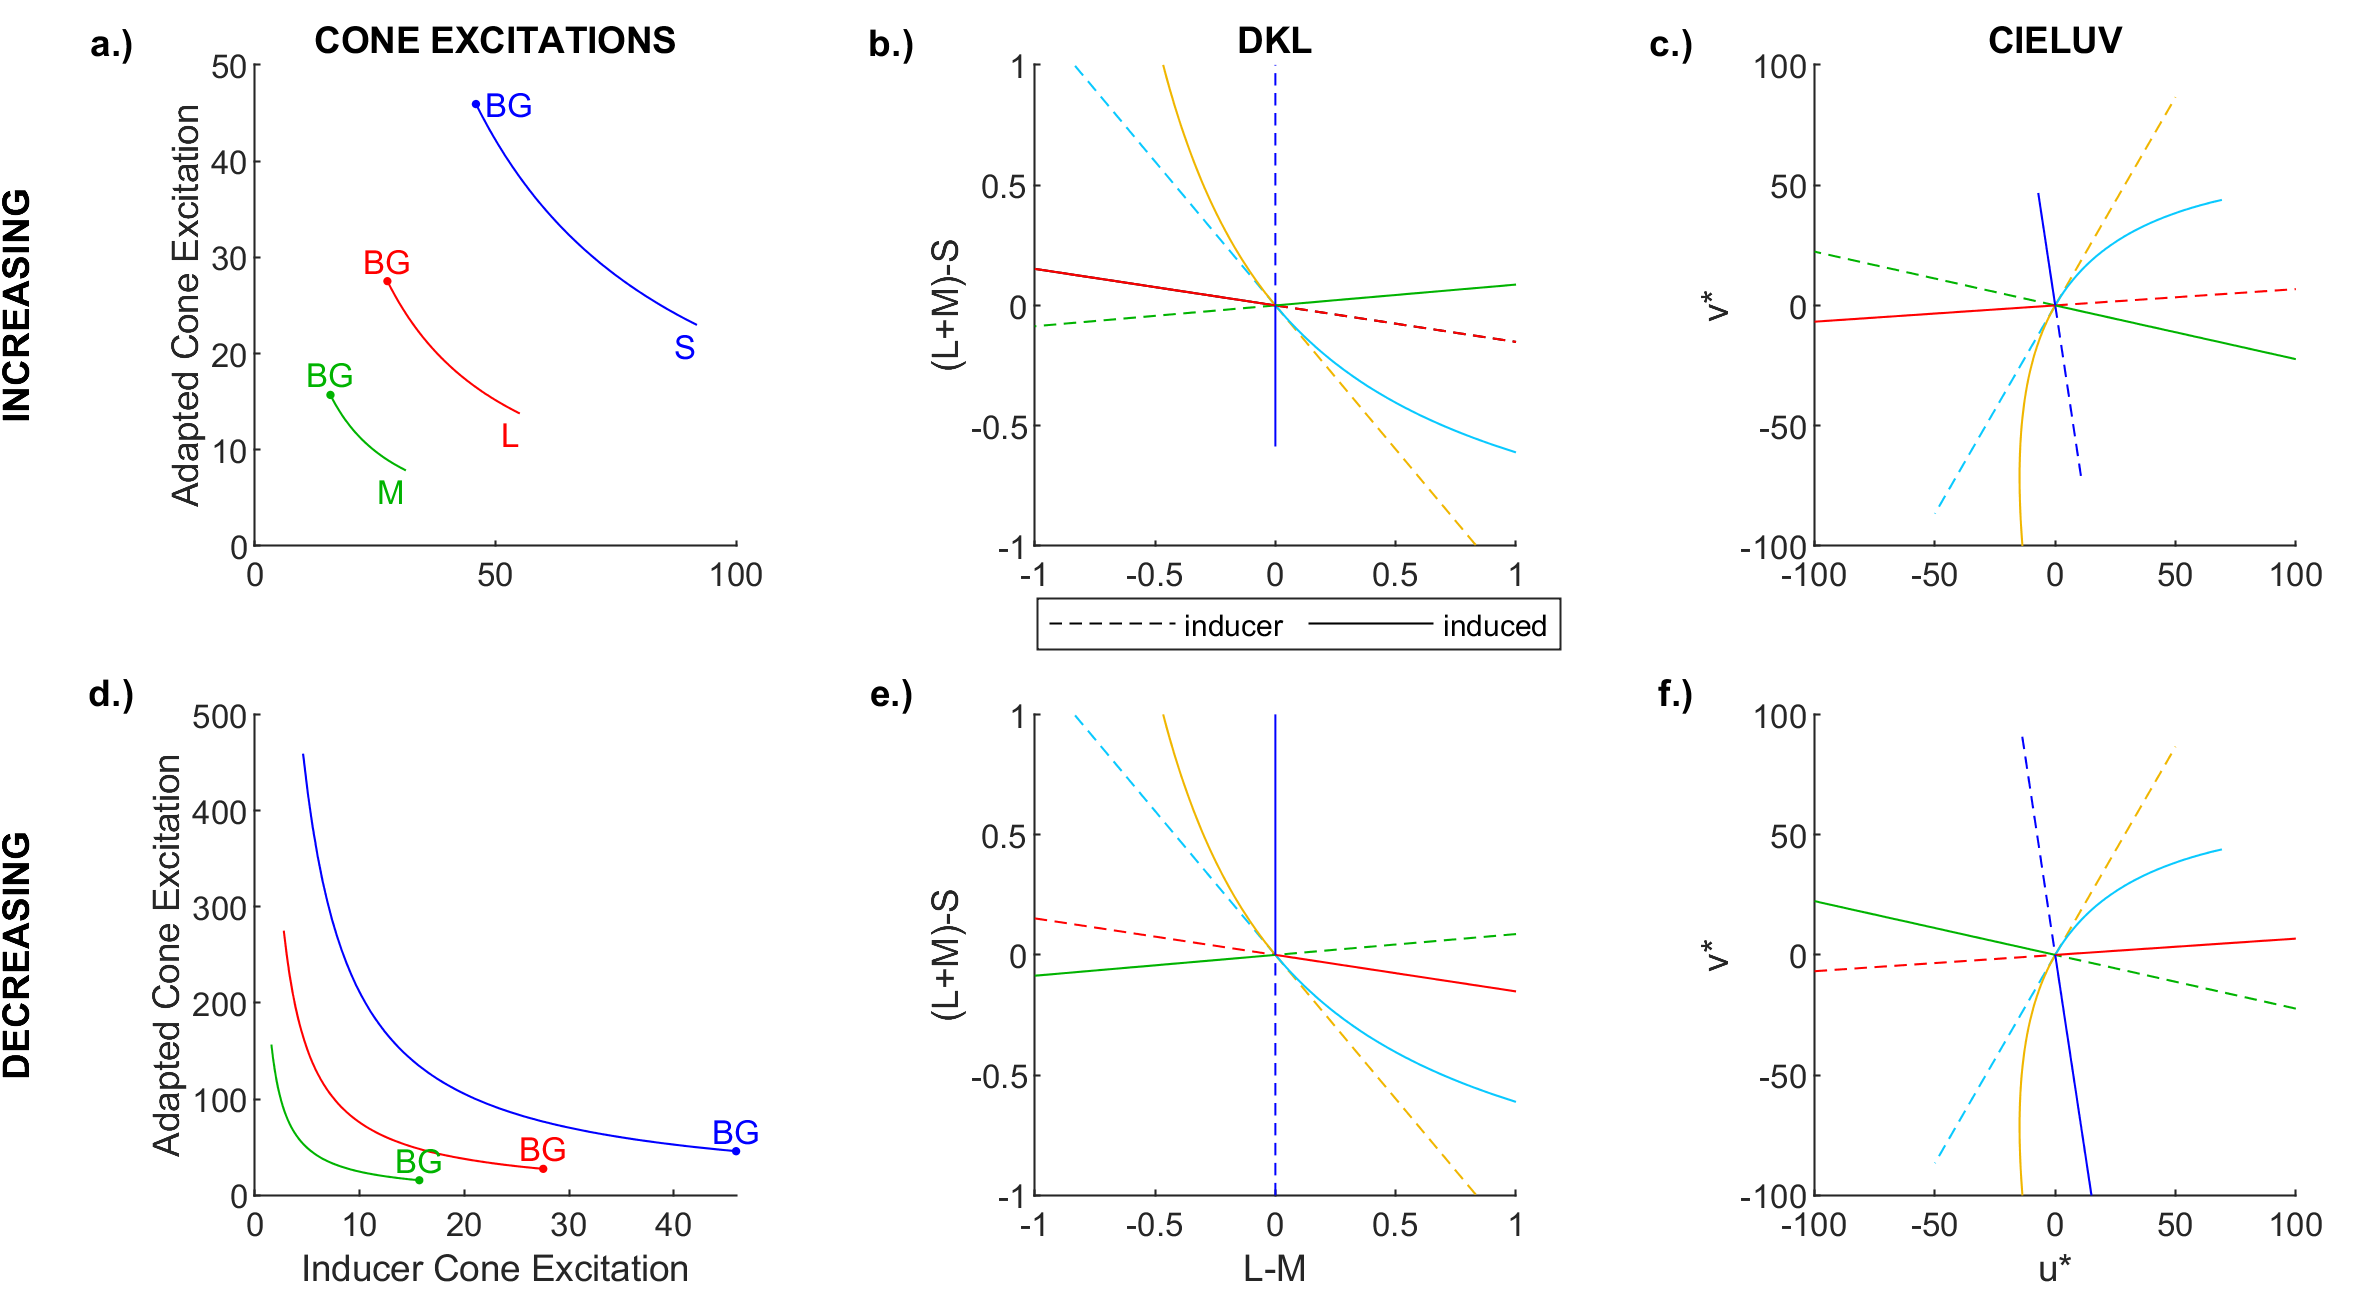 a.)
CONE EXCITATIONS
b.)
DKL
c.)
CIELUV
INCREASING
Adapted Cone Excitation
50
40
30
20
10
0
0
50
100
BG
S
BG
L
BG
M
(L+M)-S
1
0.5
0
-0.5
-1
-1
-0.5
0
0.5
1
v*
100
50
0
-50
-100
-100
-50
0
50
100
inducer
induced
d.)
e.)
f.)
DECREASING
Adapted Cone Excitation
500
400
300
200
100
0
0
10
20
30
40
BG
BG
BG
Inducer Cone Excitation
(L+M)-S
1
0.5
0
-0.5
-1
-1
-0.5
0
0.5
1
L-M
v*
100
50
0
-50
-100
-100
-50
0
50
100
u*